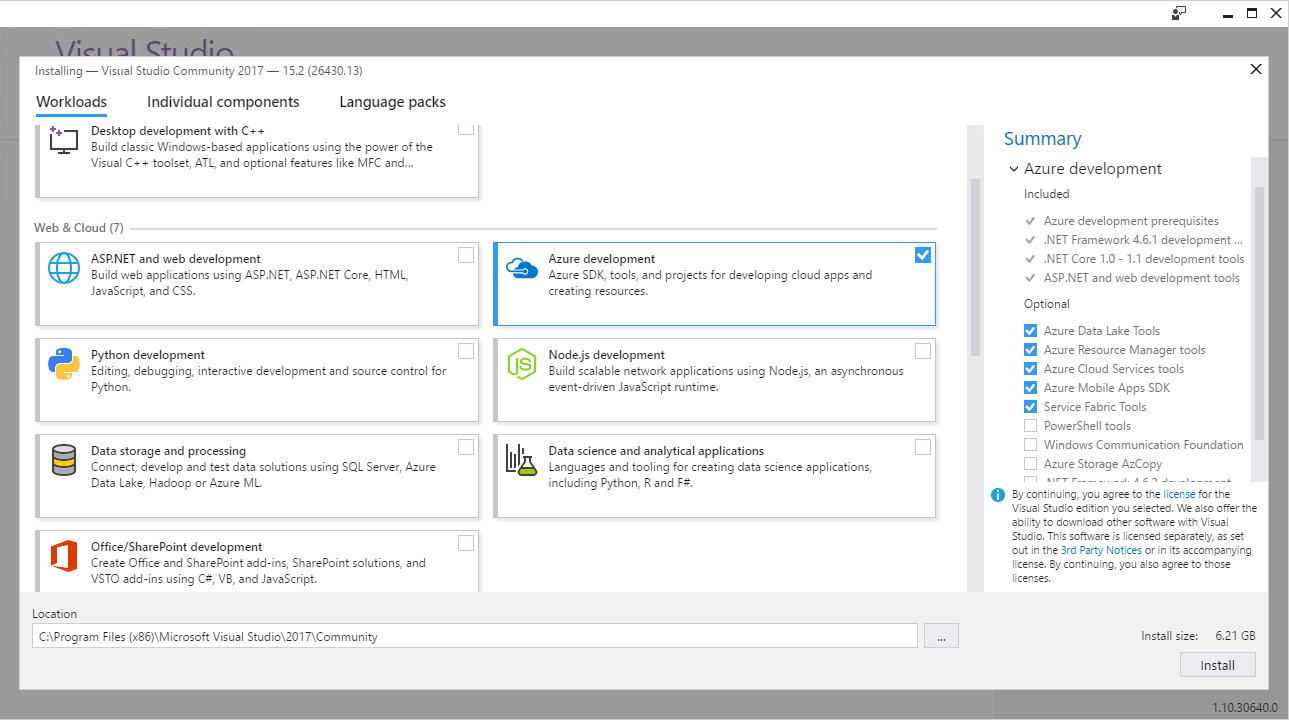 Visual Studio
Installing — Visual Studio Community 2017 — 15.2 (26430.13)
Workloads
Individual components
Language packs
Desktop development with C++
Build classic Windows-based applications using the power of the
Visual C++ toolset, ATL, and optional features like MFC and...
Web & Cloud (7)
ASP.NET and web development
Build web applications using ASP.NET, ASP.NET Core, HTML,
JavaScript, and CSS.
Azure development
Azure SDK, tools, and projects for developing cloud apps and
creating resources.
Python development
Editing, debugging, interactive development and source control for
Python.
JS
Node.js development
Build scalable network applications using Node.js, an asynchronous
event-driven JavaScript runtime.
Data storage and processing
Connect, develop and test data solutions using SQL Server, Azure
Data Lake, Hadoop or Azure ML.
Data science and analytical applications
Languages and tooling for creating data science applications,
including Python, R and F#.
Office/SharePoint development
Create Office and SharePoint add-ins, SharePoint solutions, and
VSTO add-ins using C#, VB, and JavaScript.
Summary
Azure development
Included
Azure development prerequisites
.NET Framework 4.6.1 development ...
.NET Core 1.0 - 1.1 development tools
ASP.NET and web development tools
Optional
Azure Data Lake Tools
Azure Resource Manager tools
Azure Cloud Services tools
Azure Mobile Apps SDK
Service Fabric Tools
PowerShell tools
Windows Communication Foundation
Azure Storage AzCopy
.NET Framework 4.6.2 development
By continuing, you agree to the license for the
Visual Studio edition you selected. We also offer the
ability to download other software with Visual
Studio. This software is licensed separately, as set
out in the 3rd Party Notices or in its accompanying
license. By continuing, you also agree to those
licenses.
Location
C:\Program Files (x86)\Microsoft Visual Studio\2017\Community
...
Install size: 6.21 GB
Install
1.10.30640.0